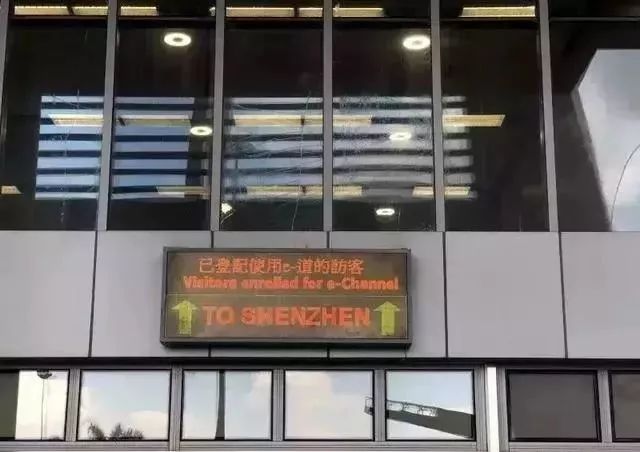 已登記使用e-道的訪客
Visitors enrolled for e-Channel
TO SHENZHEN